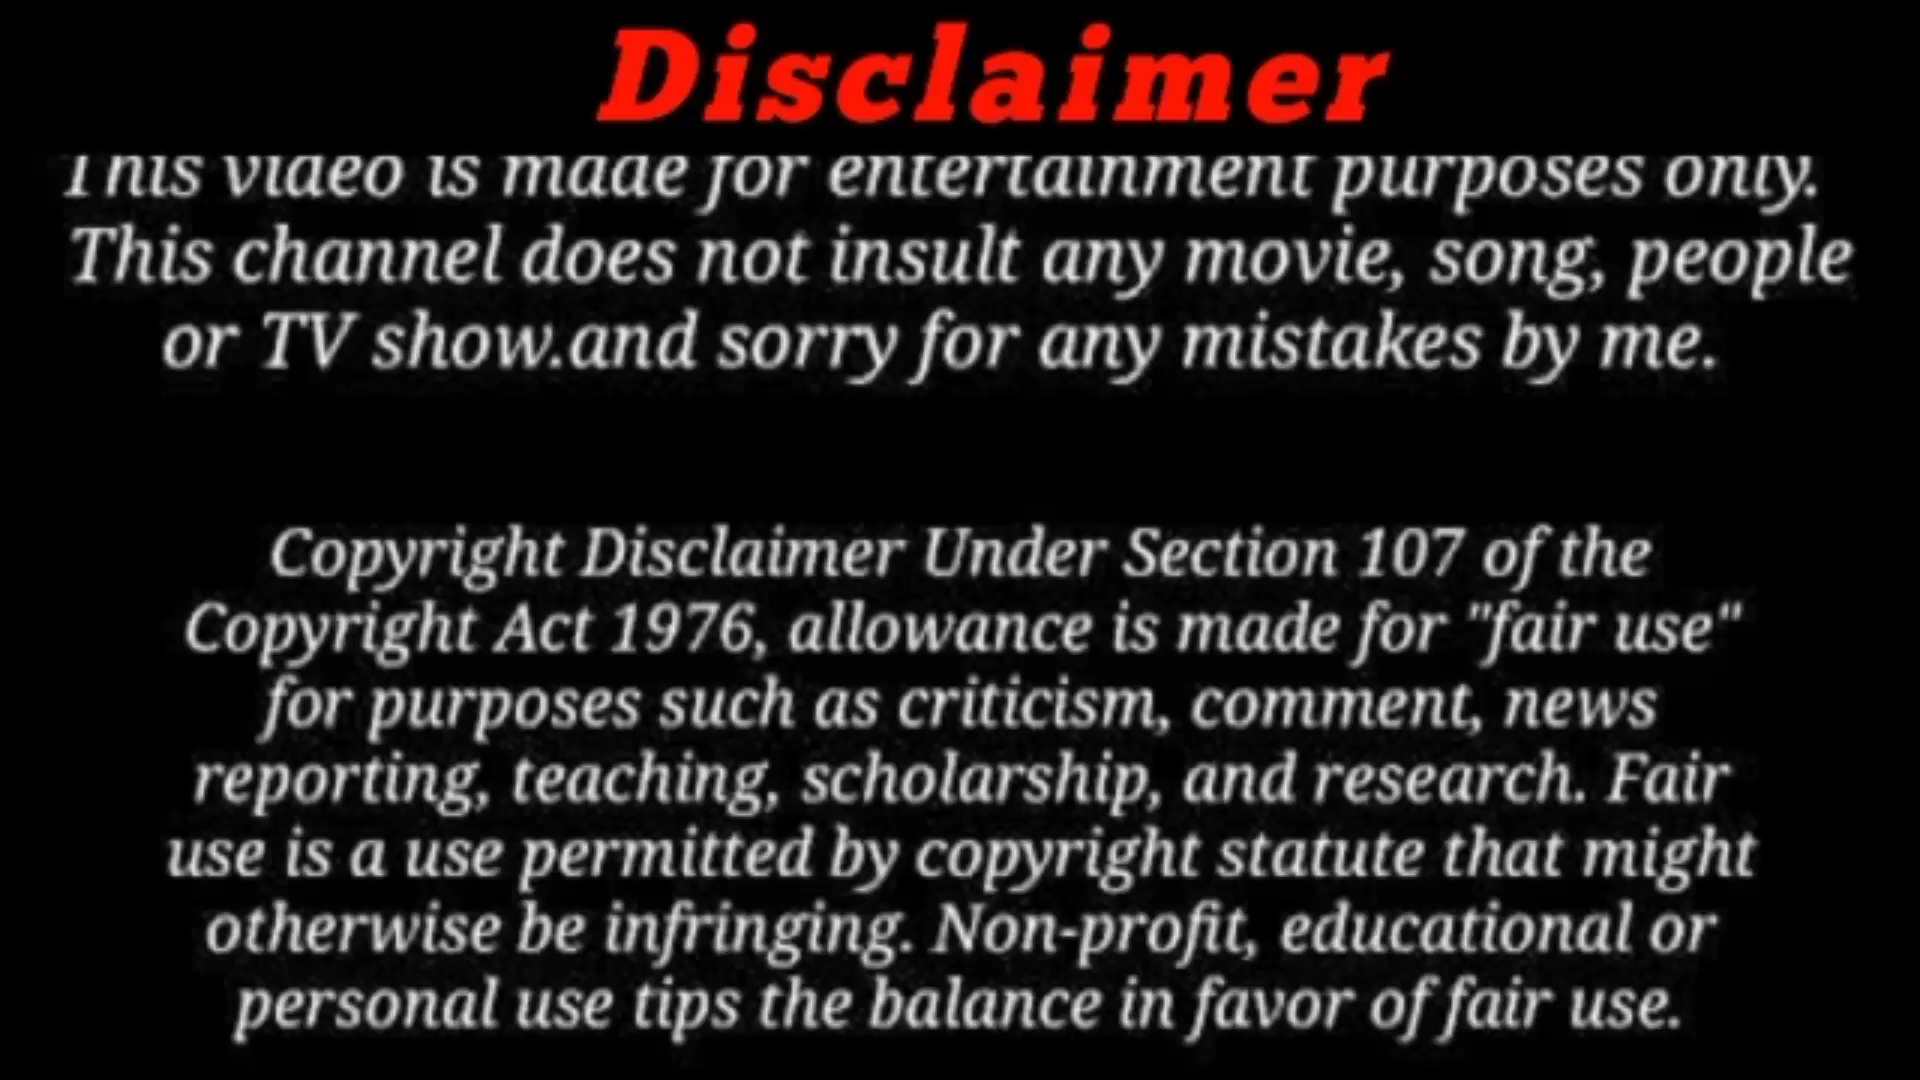 Disclaimer
This video is made for entertainment purposes only.
This channel does not insult any movie, song, people
or TV show.and sorry for any mistakes by me.
Copyright Disclaimer Under Section 107 of the
Copyright Act 1976, allowance is made for "fair use"
for purposes such as criticism, comment, news
reporting, teaching, scholarship, and research. Fair
use is a use permitted by copyright statute that might
otherwise be infringing. Non-profit, educational or
personal use tips the balance in favor of fair use.